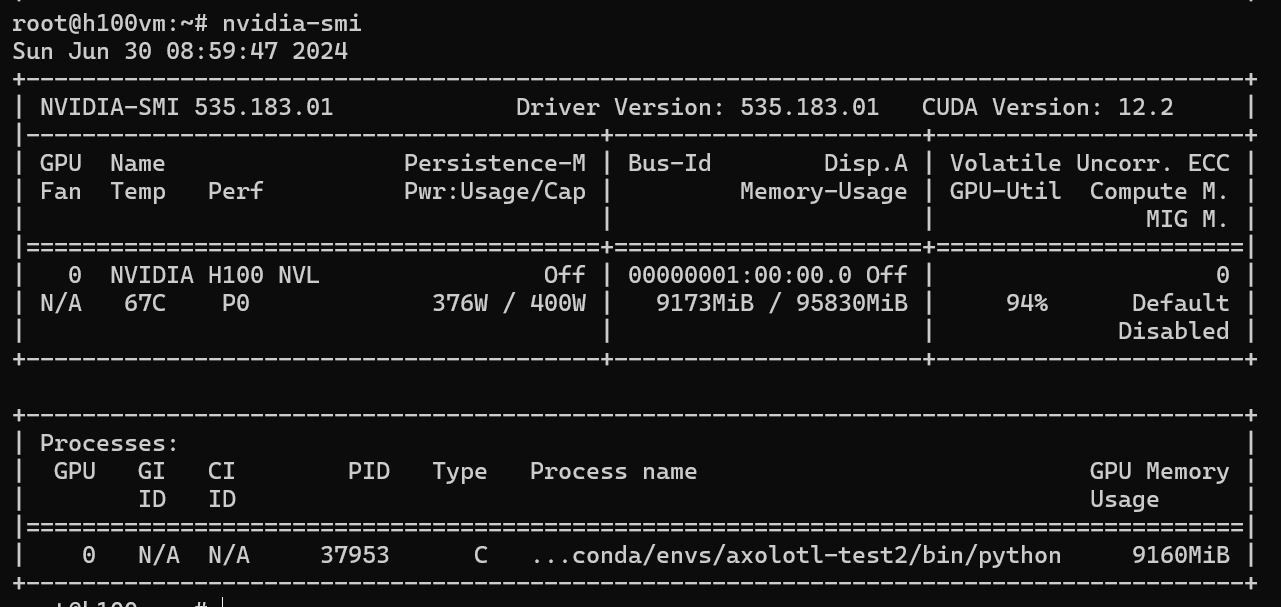 root@h100vm:~# nvidia-smi
Sun Jun 30 08:59:47 2024
+---------------------------------------------------------------------------------------+
| NVIDIA-SMI 535.183.01             Driver Version: 535.183.01   CUDA Version: 12.2     |
|-----------------------------------------+----------------------+----------------------+
| GPU  Name                 Persistence-M | Bus-Id        Disp.A | Volatile Uncorr. ECC |
| Fan  Temp   Perf          Pwr:Usage/Cap |         Memory-Usage | GPU-Util  Compute M. |
|                                         |                      |               MIG M. |
|=========================================+======================+======================|
|   0  NVIDIA H100 NVL                Off | 00000001:00:00.0 Off |                    0 |
| N/A   67C    P0             376W / 400W |   9173MiB / 95830MiB |     94%      Default |
|                                         |                      |             Disabled |
+-----------------------------------------+----------------------+----------------------+

+---------------------------------------------------------------------------------------+
| Processes:                                                                            |
|  GPU   GI   CI        PID   Type   Process name                            GPU Memory |
|        ID   ID                                                             Usage      |
|=======================================================================================|
|    0   N/A  N/A     37953      C   ...conda/envs/axolotl-test2/bin/python     9160MiB |
+---------------------------------------------------------------------------------------+